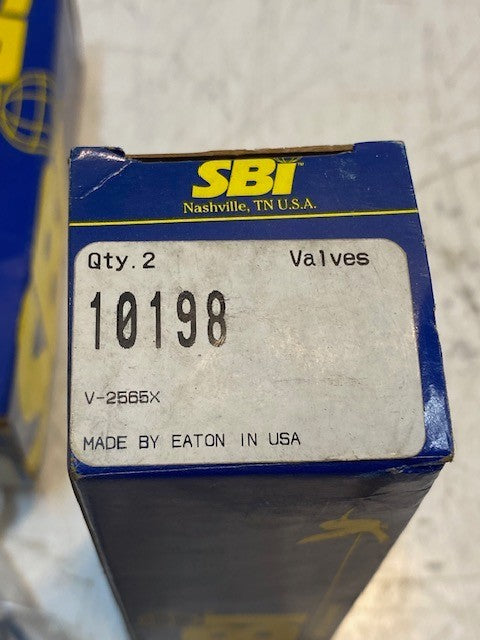 SBI
Nashville, TN U.S.A.
Qty.2 Valves
10198
V-2565X
MADE BY EATON IN USA